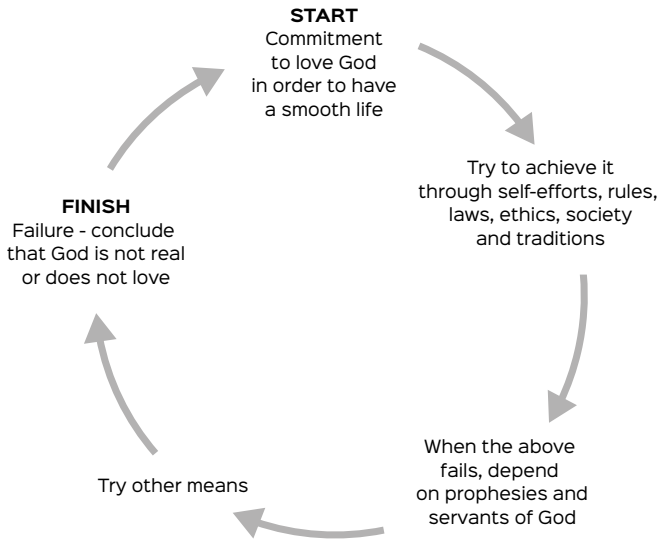 START
Commitment
to love God
in order to have
a smooth life
Try to achieve it
through self-efforts, rules,
laws, ethics, society
and traditions
When the above
fails, depend
on prophesies and
servants of God
Try other means
FINISH
Failure - conclude
that God is not real
or does not love